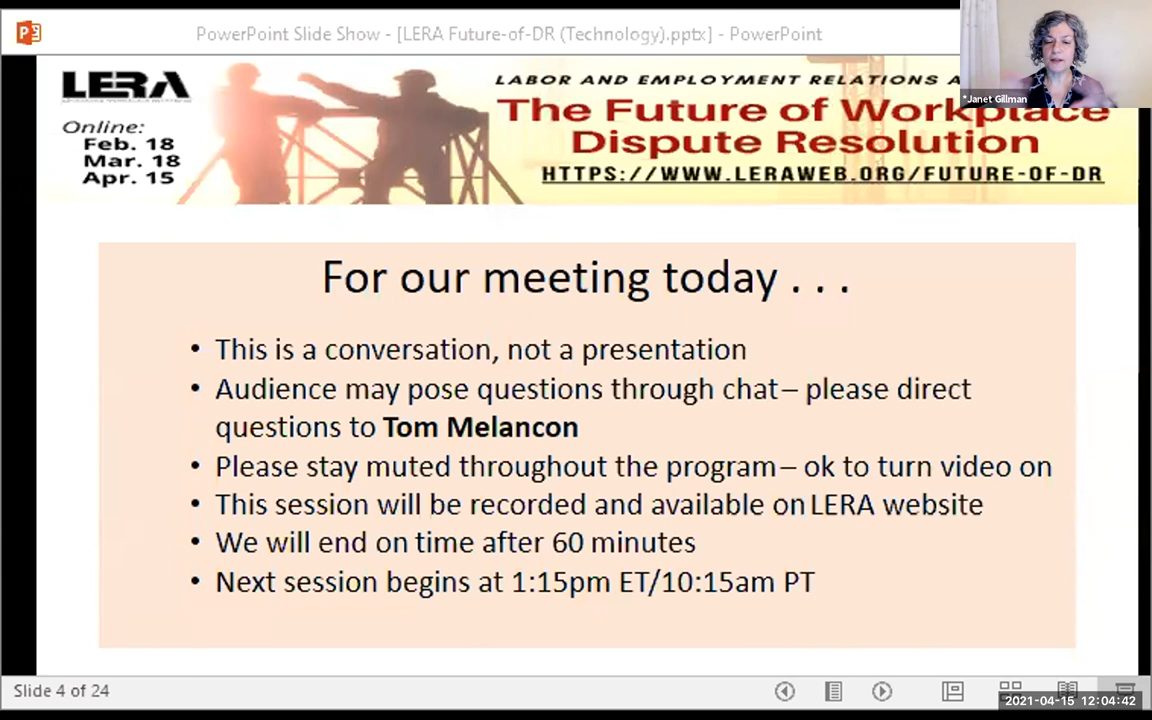 PowerPoint Slide Show - [LERA Future-of-DR (Technology).pptx] - PowerPoint
*Janet Gillman
LERA
Online:
Feb. 18
Mar. 18
Apr. 15
LABOR AND EMPLOYMENT RELATIONS A
The Future of Workplace
Dispute Resolution
HTTPS://WWW.LERAWEB.ORG/FUTURE-OF-DR
For our meeting today . . .
• This is a conversation, not a presentation
• Audience may pose questions through chat – please direct
questions to Tom Melancon
• Please stay muted throughout the program – ok to turn video on
• This session will be recorded and available on LERA website
• We will end on time after 60 minutes
• Next session begins at 1:15pm ET/10:15am PT
Slide 4 of 24
2021-04-15 12:04:42